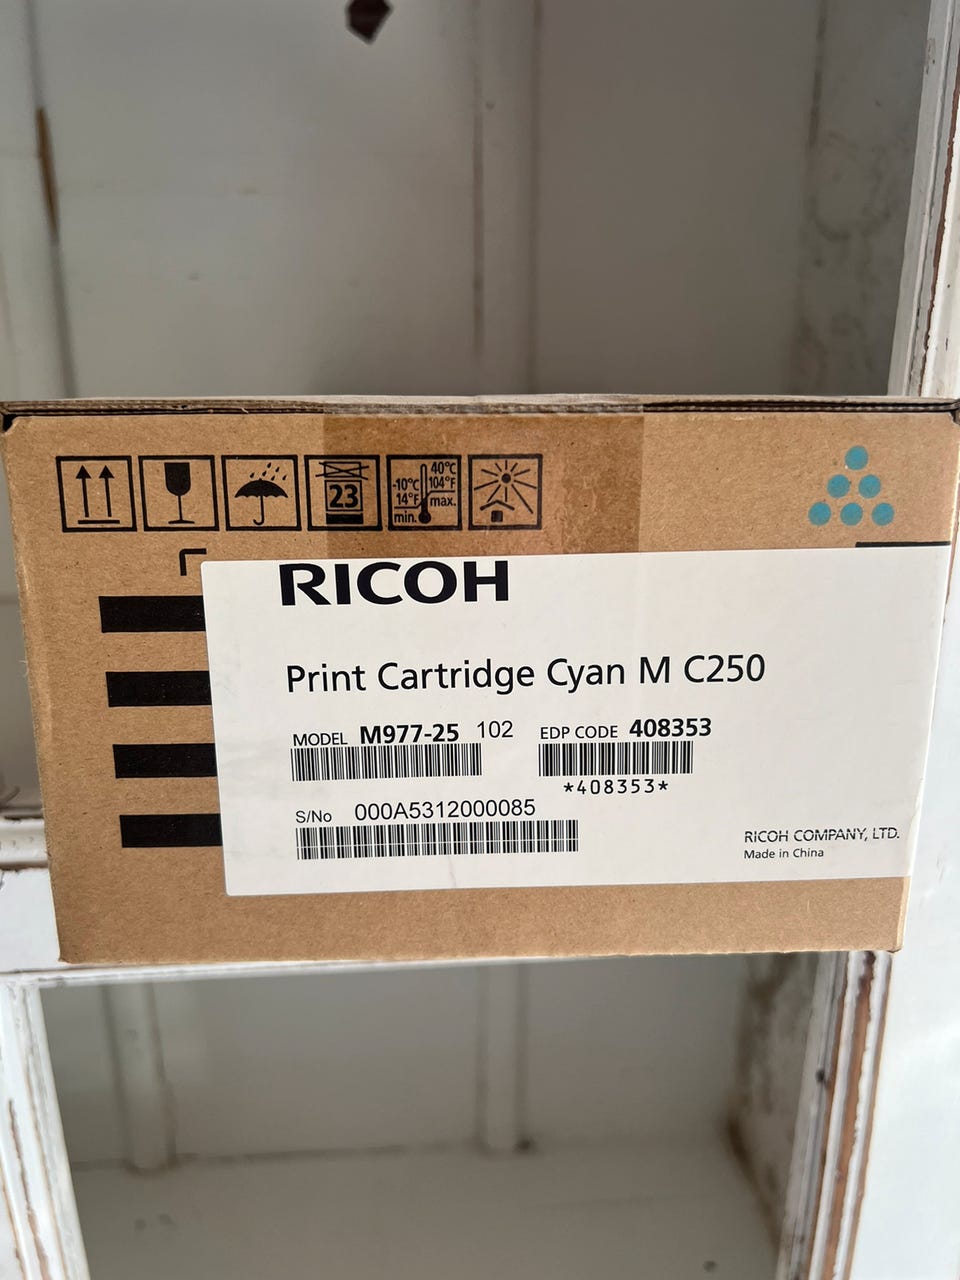 23
-10°C
14°F
min.
40°C
104°F
max.
RICOH
Print Cartridge Cyan M C250
MODEL M977-25 102 EDP CODE 408353
*408353*
S/No 000A5312000085
RICOH COMPANY, LTD.
Made in China